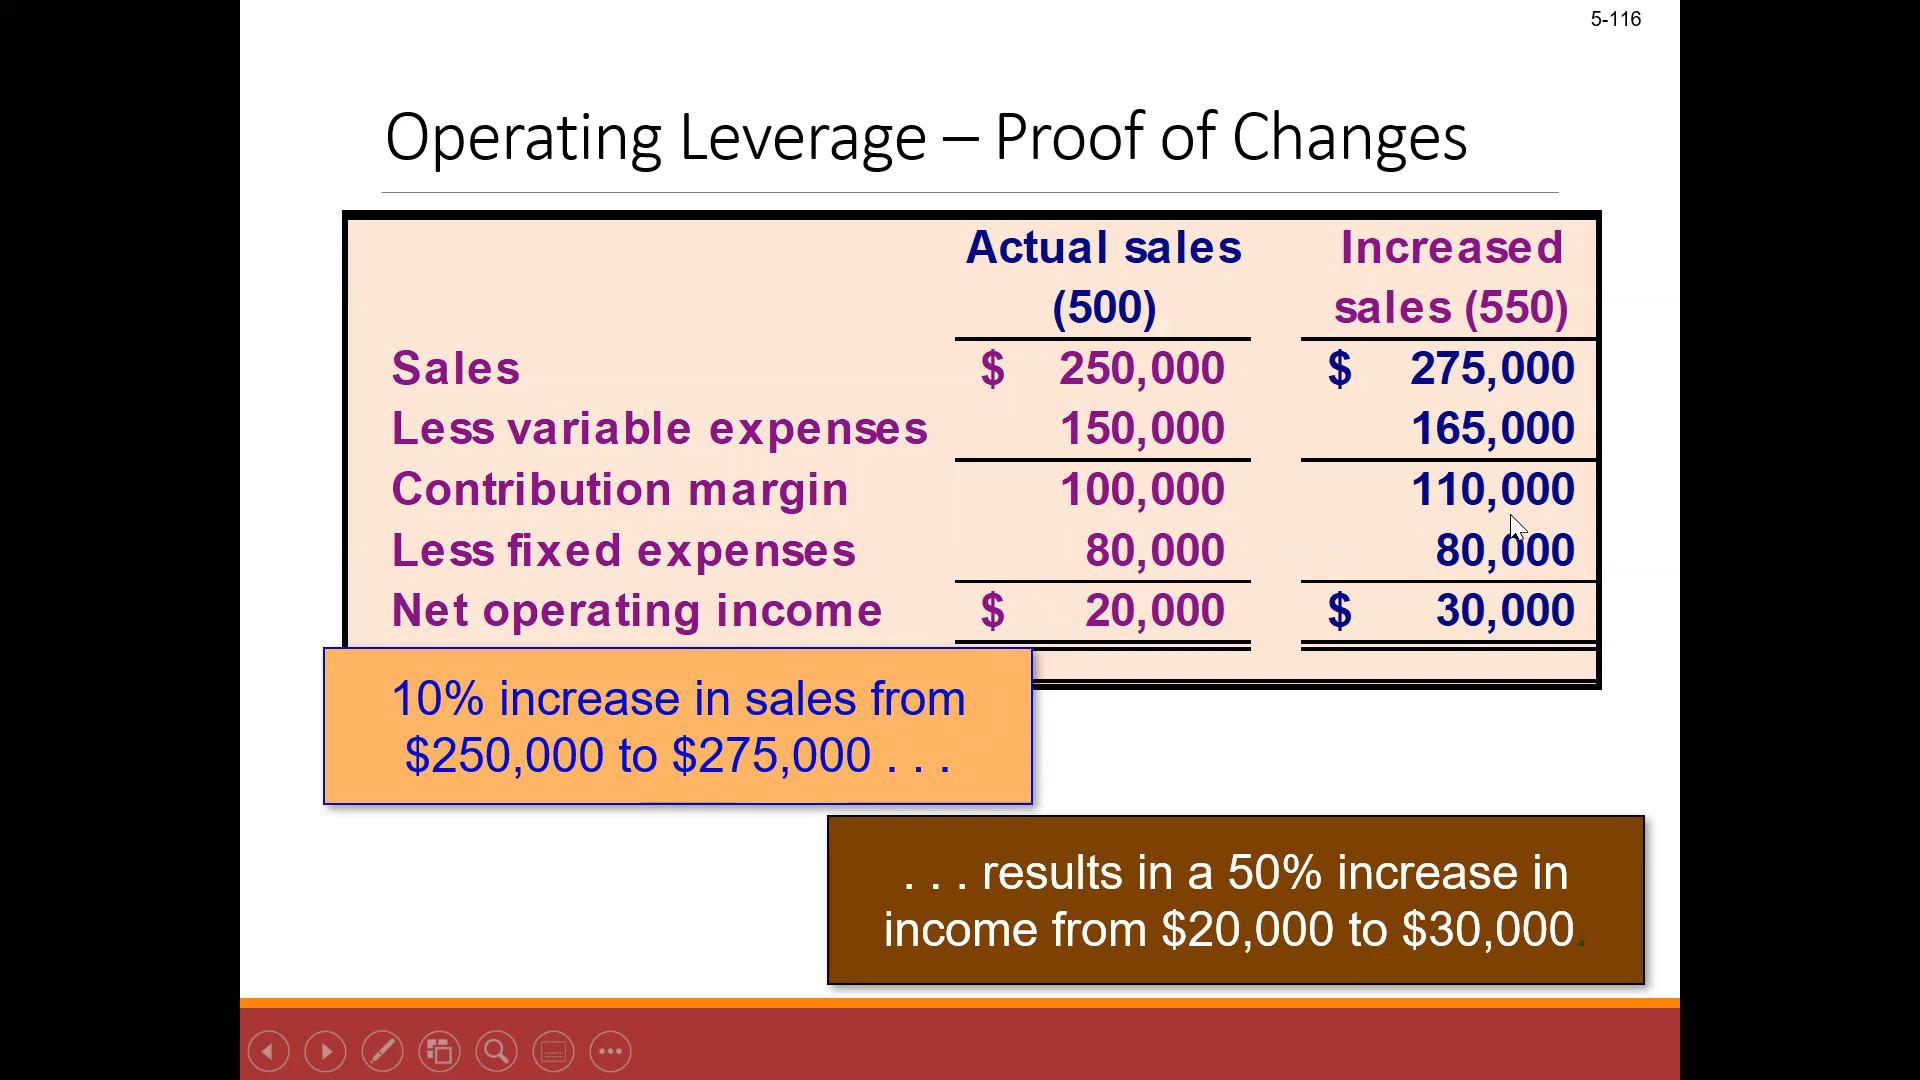 5-116
Operating Leverage – Proof of Changes
Actual sales Increased
(500) sales (550)
Sales $ 250,000 $ 275,000
Less variable expenses 150,000 165,000
Contribution margin 100,000 110,000
Less fixed expenses 80,000 80,000
Net operating income $ 20,000 $ 30,000
10% increase in sales from
$250,000 to $275,000 . . .
. . . results in a 50% increase in
income from $20,000 to $30,000.